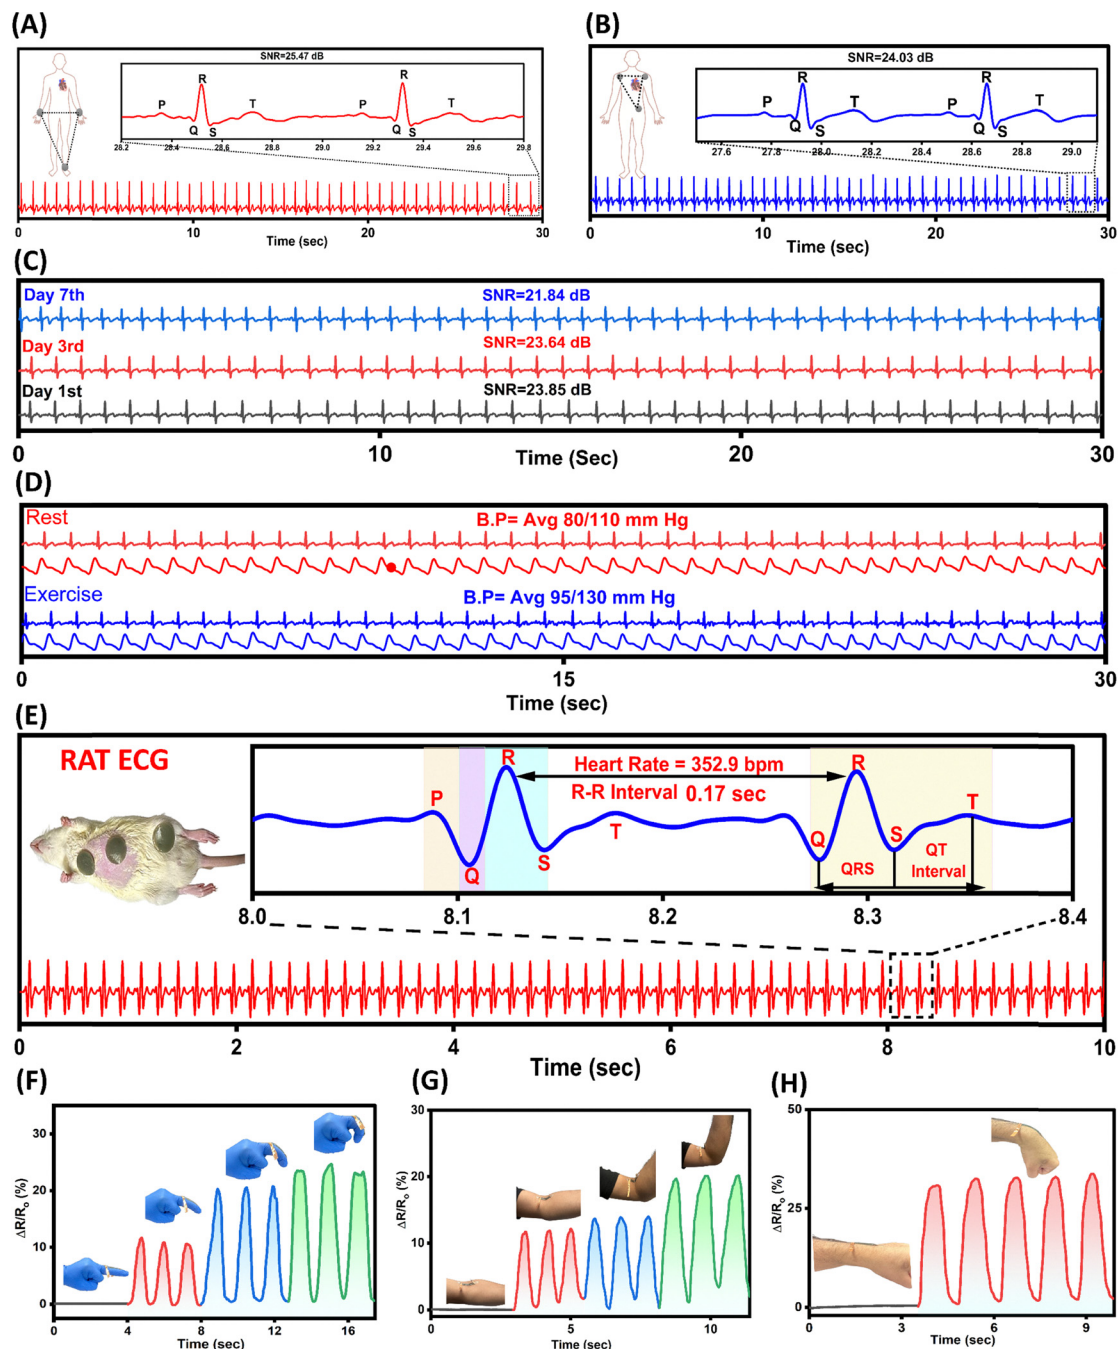 (A)
SNR=25.47 dB
R
P
T
Q
S
R
P
T
Q
S
28.2 28.4 28.6 28.8 29.0 29.2 29.4 29.6 29.8
0 10 20 30
Time (sec)
(B)
SNR=24.03 dB
R
P
T
Q
S
R
P
T
Q
S
27.6 27.8 28.0 28.2 28.4 28.6 28.8 29.0
0 10 20 30
Time (sec)
(C)
Day 7th SNR=21.84 dB
Day 3rd SNR=23.64 dB
Day 1st SNR=23.85 dB
0 10 20 30
Time (Sec)
(D)
Rest B.P= Avg 80/110 mm Hg
Exercise B.P= Avg 95/130 mm Hg
0 15 30
Time (sec)
(E)
RAT ECG
P
R
Q
S
T
Heart Rate = 352.9 bpm
R-R Interval 0.17 sec
R
Q
S
T
QRS
QT
Interval
8.0 8.1 8.2 8.3 8.4
0 2 4 6 8 10
Time (sec)
(F)
ΔR/R₀ (%)
30
20
10
0
0 4 8 12 16
Time (sec)
(G)
ΔR/R₀ (%)
30
20
10
0
0 5 10
Time (sec)
(H)
ΔR/R₀ (%)
50
25
0
0 3 6 9
Time (sec)